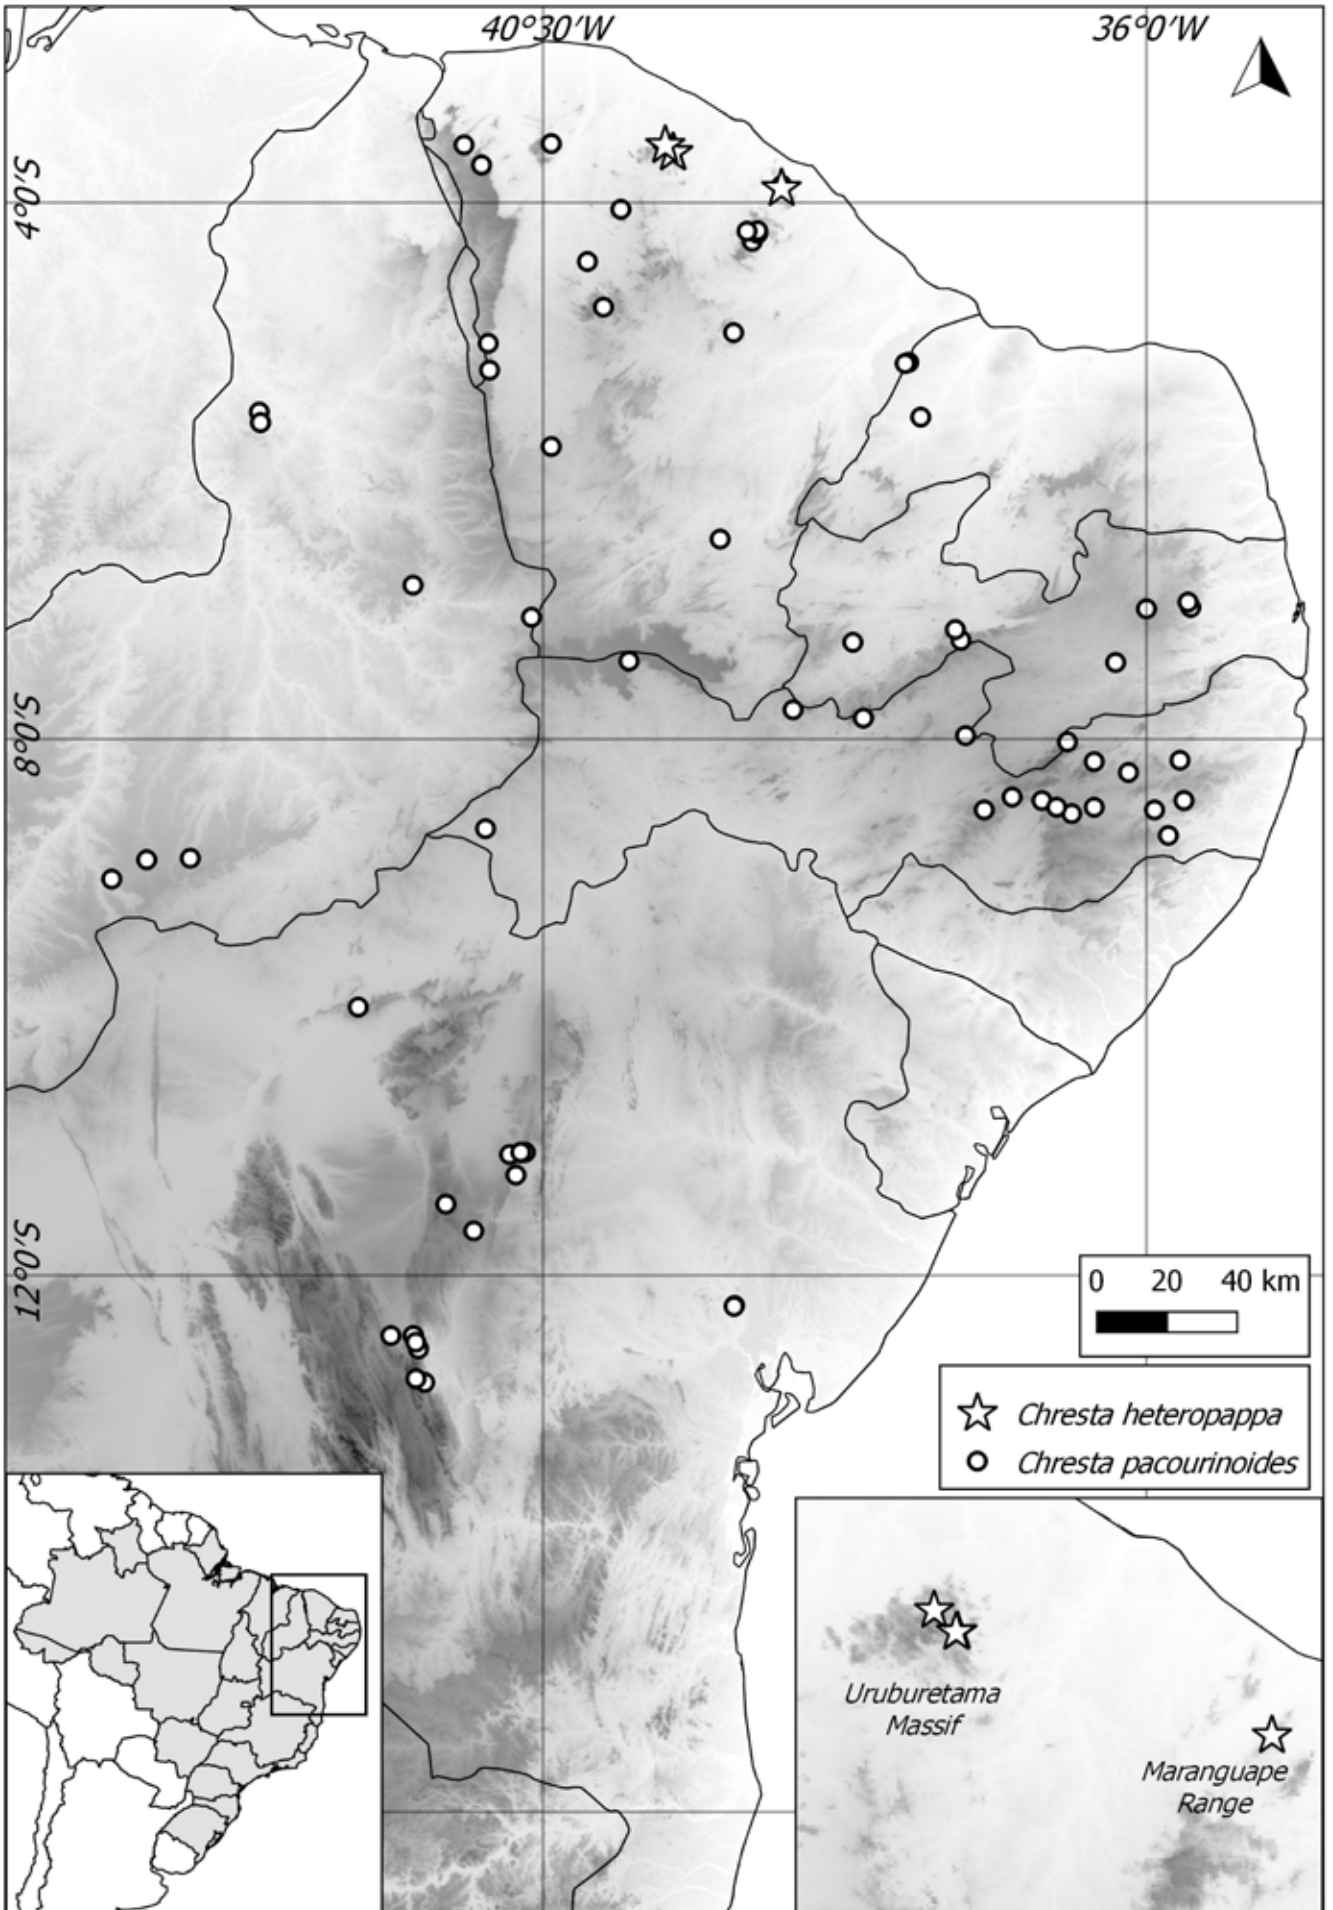 40°30'W 36°0'W
4°0'S
8°0'S
12°0'S
0 20 40 km
Chresta heteropappa
Chresta pacourinoides
Uruburetama
Massif
Maranguape
Range